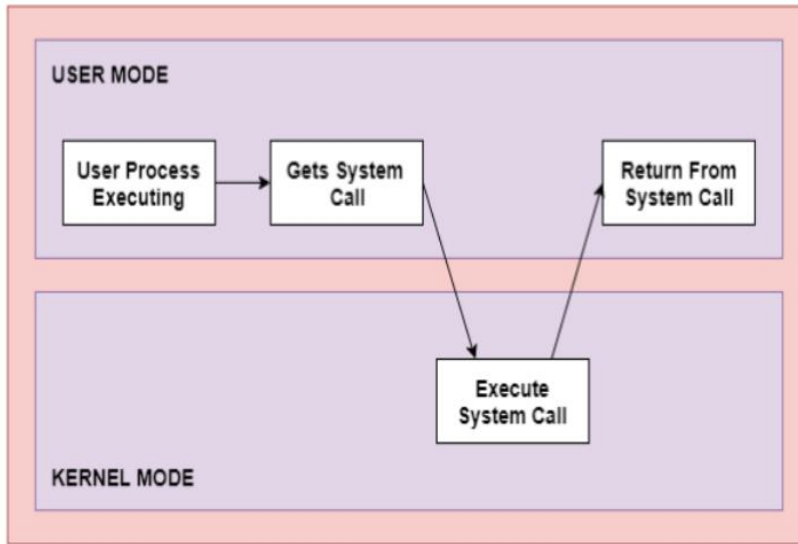 USER MODE
User Process
Executing
Gets System
Call
Return From
System Call
Execute
System Call
KERNEL MODE